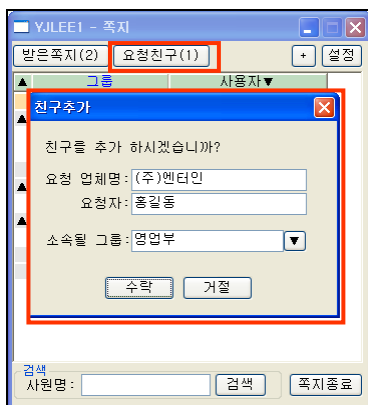 YJLEE1 - 쪽지
받은쪽지(2) 요청친구(1) + 설정
▲ 그룹 사용자▼
친구추가
친구를 추가 하시겠습니까?
요청 업체명: (주)엔터인
요청자: 홍길동
소속될 그룹: 영업부 ▼
수락 거절
검색
사원명: 검색 쪽지종료